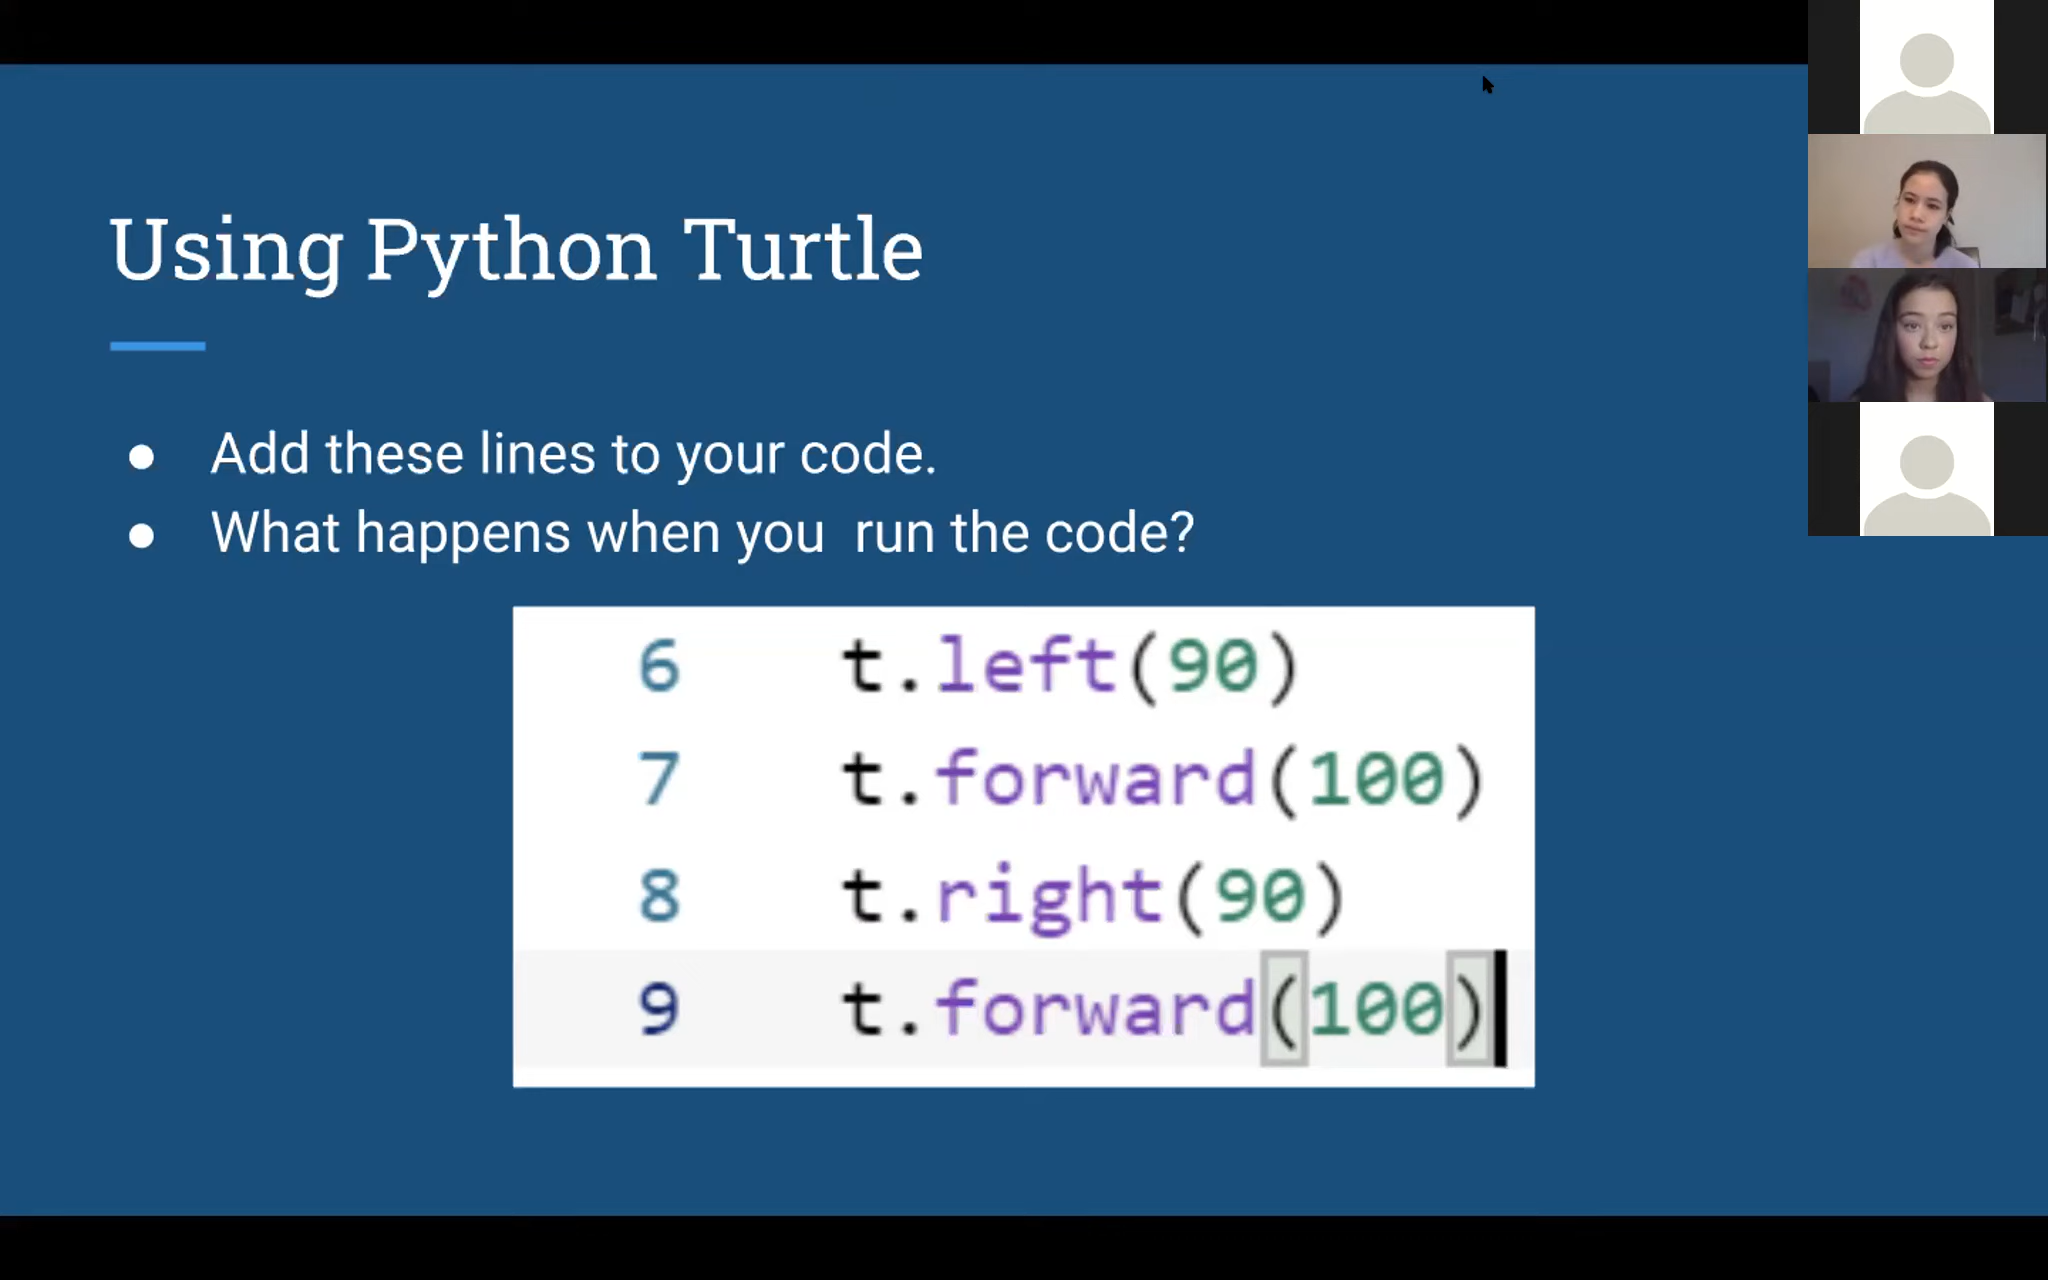 Using Python Turtle
● Add these lines to your code.
● What happens when you  run the code?
6 t.left(90)
7 t.forward(100)
8 t.right(90)
9 t.forward(100)